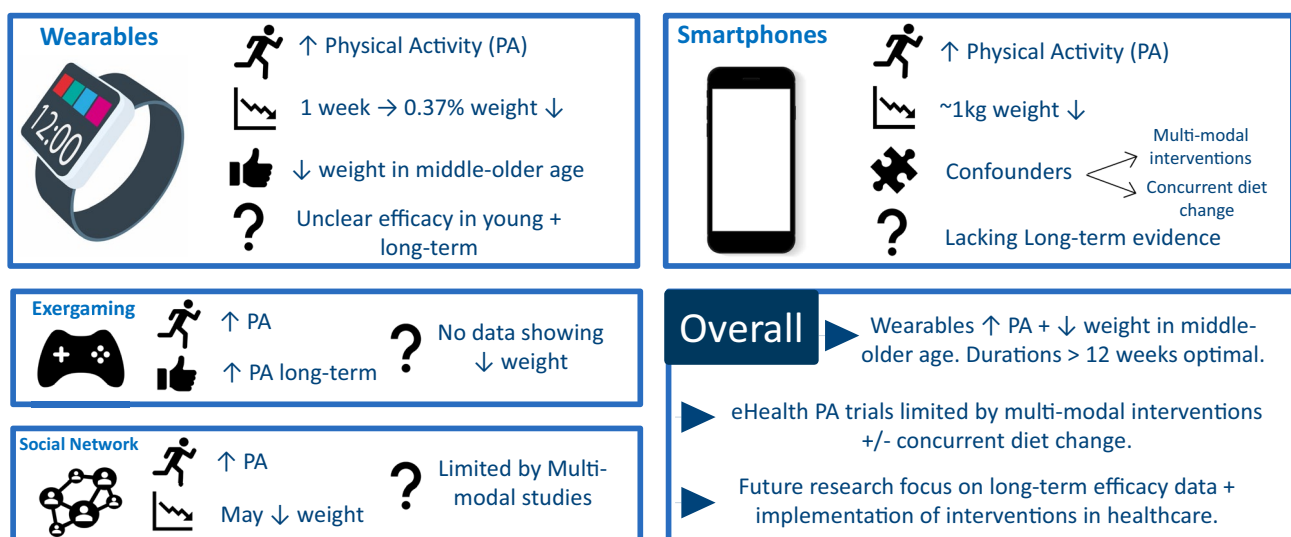 Wearables
12:00
↑ Physical Activity (PA)
1 week → 0.37% weight ↓
↓ weight in middle-older age
Unclear efficacy in young +
long-term
Smartphones
↑ Physical Activity (PA)
~1kg weight ↓
Confounders
Multi-modal
interventions
Concurrent diet
change
Lacking Long-term evidence
Exergaming
↑ PA
↑ PA long-term
No data showing
↓ weight
Social Network
↑ PA
May ↓ weight
Limited by Multi-
modal studies
Overall
Wearables ↑ PA + ↓ weight in middle-
older age. Durations > 12 weeks optimal.
eHealth PA trials limited by multi-modal interventions
+/- concurrent diet change.
Future research focus on long-term efficacy data +
implementation of interventions in healthcare.